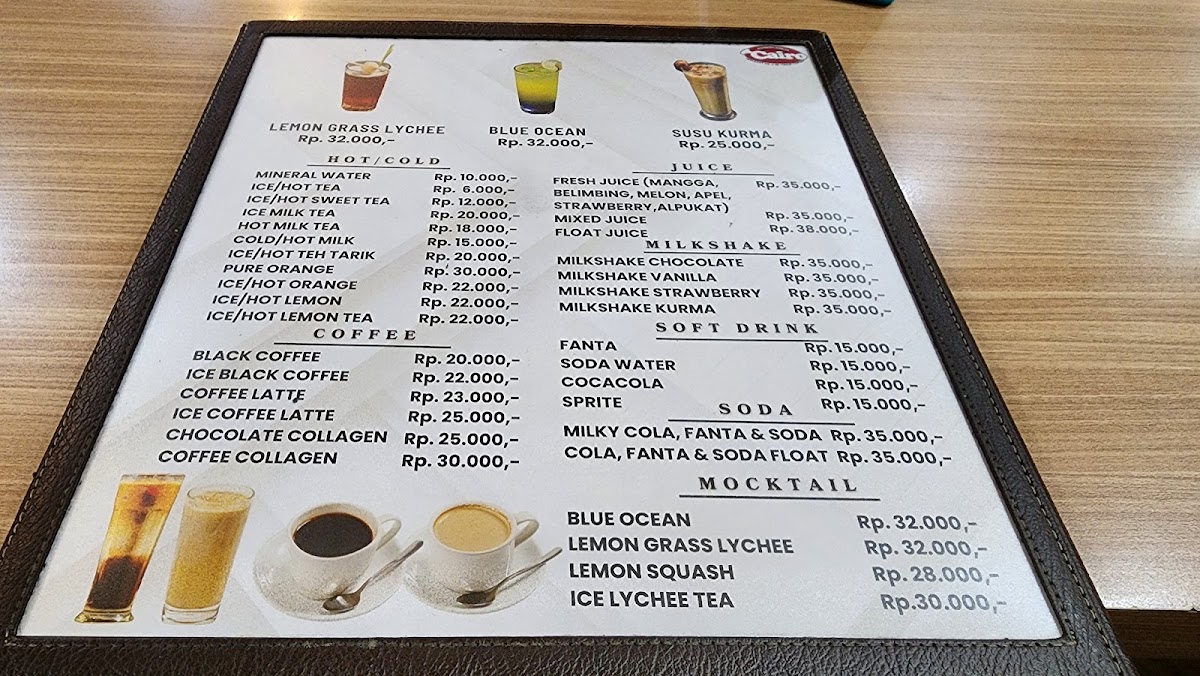 Cairo
LEMON GRASS LYCHEE
Rp. 32.000,-
BLUE OCEAN
Rp. 32.000,-
SUSU KURMA
Rp. 25.000,-
HOT/COLD
MINERAL WATER Rp. 10.000,-
ICE/HOT TEA Rp. 6.000,-
ICE/HOT SWEET TEA Rp. 12.000,-
ICE MILK TEA Rp. 20.000,-
HOT MILK TEA Rp. 18.000,-
COLD/HOT MILK Rp. 15.000,-
ICE/HOT TEH TARIK Rp. 20.000,-
PURE ORANGE Rp. 30.000,-
ICE/HOT ORANGE Rp. 22.000,-
ICE/HOT LEMON Rp. 22.000,-
ICE/HOT LEMON TEA Rp. 22.000,-
COFFEE
BLACK COFFEE Rp. 20.000,-
ICE BLACK COFFEE Rp. 22.000,-
COFFEE LATTE Rp. 23.000,-
ICE COFFEE LATTE Rp. 25.000,-
CHOCOLATE COLLAGEN Rp. 25.000,-
COFFEE COLLAGEN Rp. 30.000,-
JUICE
FRESH JUICE (MANGGA, Rp. 35.000,-
BELIMBING, MELON, APEL,
STRAWBERRY,ALPUKAT)
MIXED JUICE Rp. 35.000,-
FLOAT JUICE Rp. 38.000,-
MILKSHAKE
MILKSHAKE CHOCOLATE Rp. 35.000,-
MILKSHAKE VANILLA Rp. 35.000,-
MILKSHAKE STRAWBERRY Rp. 35.000,-
MILKSHAKE KURMA Rp. 35.000,-
SOFT DRINK
FANTA Rp. 15.000,-
SODA WATER Rp. 15.000,-
COCACOLA Rp. 15.000,-
SPRITE Rp. 15.000,-
SODA
MILKY COLA, FANTA & SODA Rp. 35.000,-
COLA, FANTA & SODA FLOAT Rp. 35.000,-
MOCKTAIL
BLUE OCEAN Rp. 32.000,-
LEMON GRASS LYCHEE Rp. 32.000,-
LEMON SQUASH Rp. 28.000,-
ICE LYCHEE TEA Rp.30.000,-